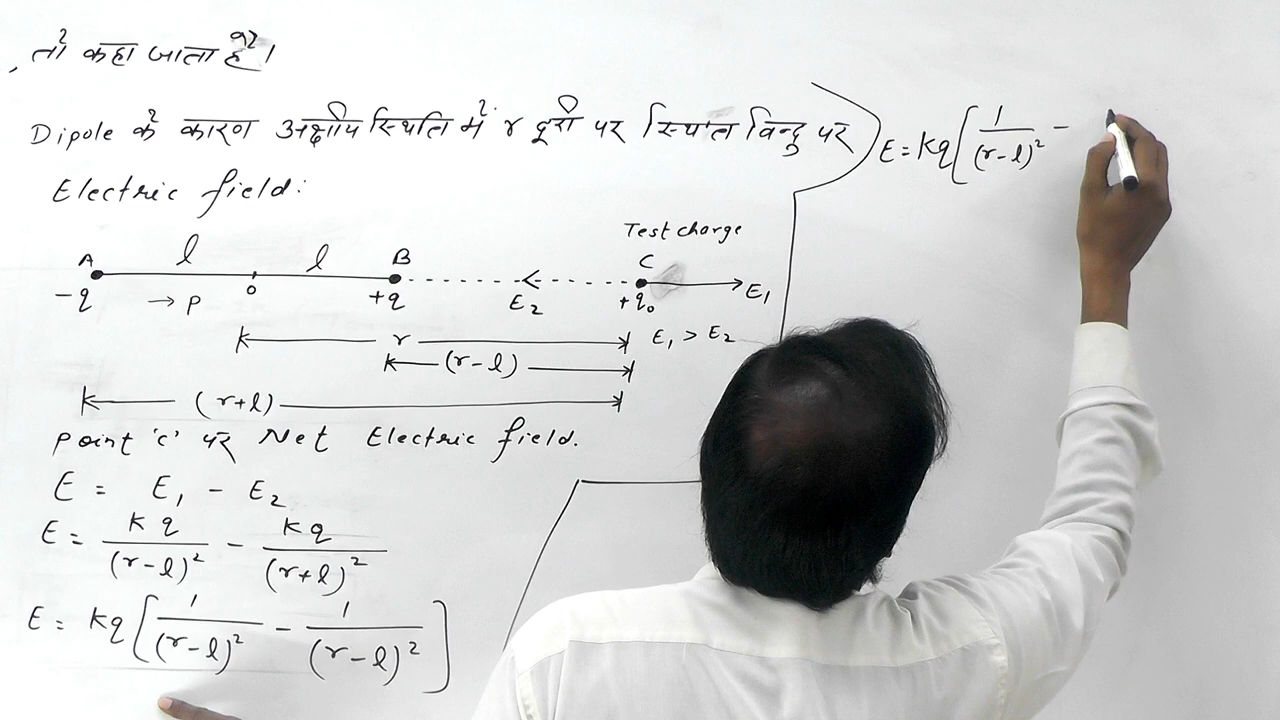 , तो कहा जाता है।
Dipole के कारण अक्षीय स्थिति में r दूरी पर स्थित बिन्दु पर
Electric field:
Test charge
l l
A B C
-q → P o +q E₂ +q₀ E₁
r E₁ > E₂
(r-l)
(r+l)
Point 'c' पर Net Electric field.
E = E₁ - E₂
E = Kq/(r-l)² - Kq/(r+l)²
E = Kq[1/(r-l)² - 1/(r-l)²]
E = Kq[1/(r-l)² -